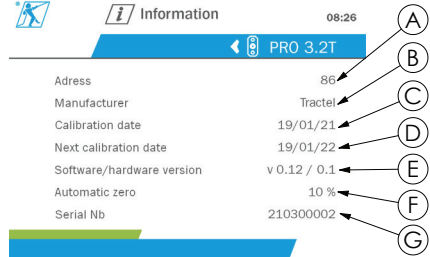 i Information 08:26 A
PRO 3.2T B
Adress 86
Manufacturer Tractel
Calibration date 19/01/21 C
Next calibration date 19/01/22 D
Software/hardware version v 0.12 / 0.1 E
Automatic zero 10 % F
Serial Nb 210300002 G